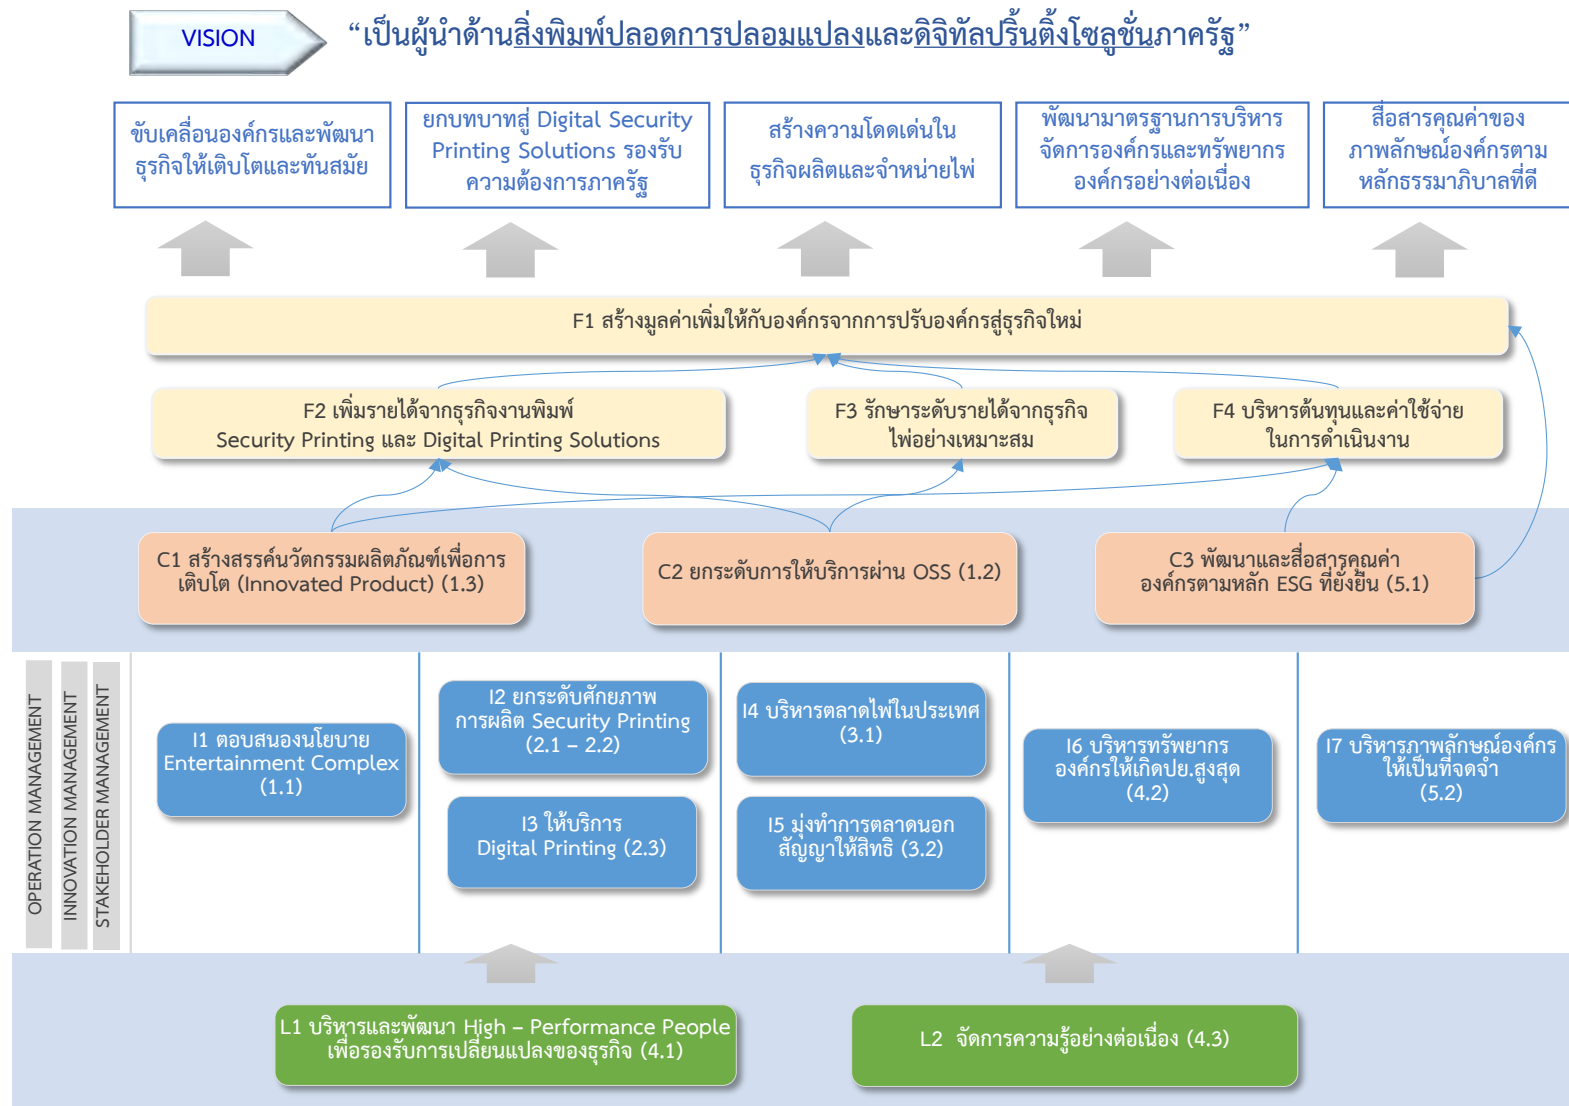 VISION
“เป็นผู้นำด้านสิ่งพิมพ์ปลอดการปลอมแปลงและดิจิทัลปริ้นติ้งโซลูชั่นภาครัฐ”
ขับเคลื่อนองค์กรและพัฒนา
ธุรกิจให้เติบโตและทันสมัย
ยกบทบาทสู่ Digital Security
Printing Solutions รองรับ
ความต้องการภาครัฐ
สร้างความโดดเด่นใน
ธุรกิจผลิตและจำหน่ายไพ่
พัฒนามาตรฐานการบริหาร
จัดการองค์กรและทรัพยากร
องค์กรอย่างต่อเนื่อง
สื่อสารคุณค่าของ
ภาพลักษณ์องค์กรตาม
หลักธรรมาภิบาลที่ดี
F1 สร้างมูลค่าเพิ่มให้กับองค์กรจากการปรับองค์กรสู่ธุรกิจใหม่
F2 เพิ่มรายได้จากธุรกิจงานพิมพ์
Security Printing และ Digital Printing Solutions
F3 รักษาระดับรายได้จากธุรกิจ
ไพ่อย่างเหมาะสม
F4 บริหารต้นทุนและค่าใช้จ่าย
ในการดำเนินงาน
C1 สร้างสรรค์นวัตกรรมผลิตภัณฑ์เพื่อการ
เติบโต (Innovated Product) (1.3)
C2 ยกระดับการให้บริการผ่าน OSS (1.2)
C3 พัฒนาและสื่อสารคุณค่า
องค์กรตามหลัก ESG ที่ยั่งยืน (5.1)
OPERATION MANAGEMENT
INNOVATION MANAGEMENT
STAKEHOLDER MANAGEMENT
I1 ตอบสนองนโยบาย
Entertainment Complex
(1.1)
I2 ยกระดับศักยภาพ
การผลิต Security Printing
(2.1 – 2.2)
I3 ให้บริการ
Digital Printing (2.3)
I4 บริหารตลาดไพ่ในประเทศ
(3.1)
I5 มุ่งทำการตลาดนอก
สัญญาให้สิทธิ (3.2)
I6 บริหารทรัพยากร
องค์กรให้เกิดปย.สูงสุด
(4.2)
I7 บริหารภาพลักษณ์องค์กร
ให้เป็นที่จดจำ
(5.2)
L1 บริหารและพัฒนา High – Performance People
เพื่อรองรับการเปลี่ยนแปลงของธุรกิจ (4.1)
L2 จัดการความรู้อย่างต่อเนื่อง (4.3)